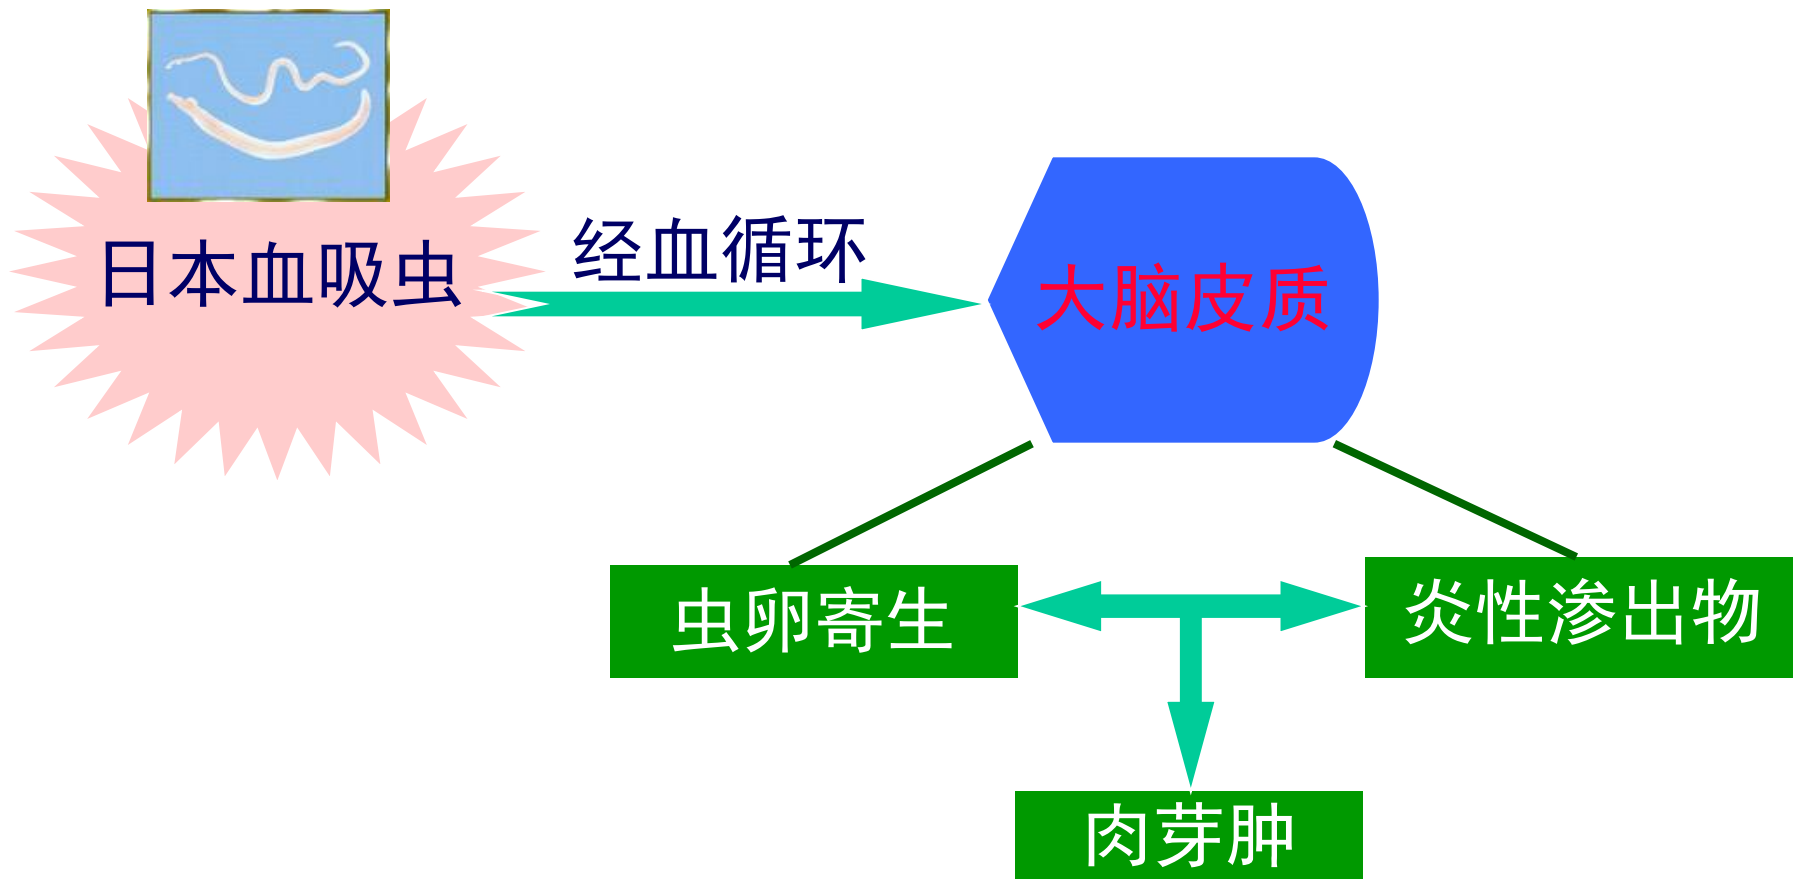 日本血吸虫
经血循环
大脑皮质
虫卵寄生
炎性渗出物
肉芽肿